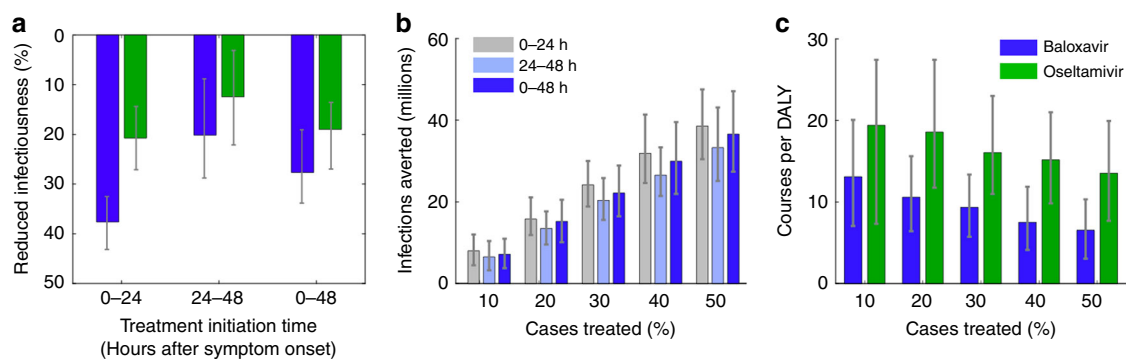 a
Reduced infectiousness (%)
0
10
20
30
40
50
0–24
24–48
0–48
Treatment initiation time
(Hours after symptom onset)
b
Infections averted (millions)
60
40
20
0
0–24 h
24–48 h
0–48 h
10
20
30
40
50
Cases treated (%)
c
Courses per DALY
30
20
10
0
Baloxavir
Oseltamivir
10
20
30
40
50
Cases treated (%)